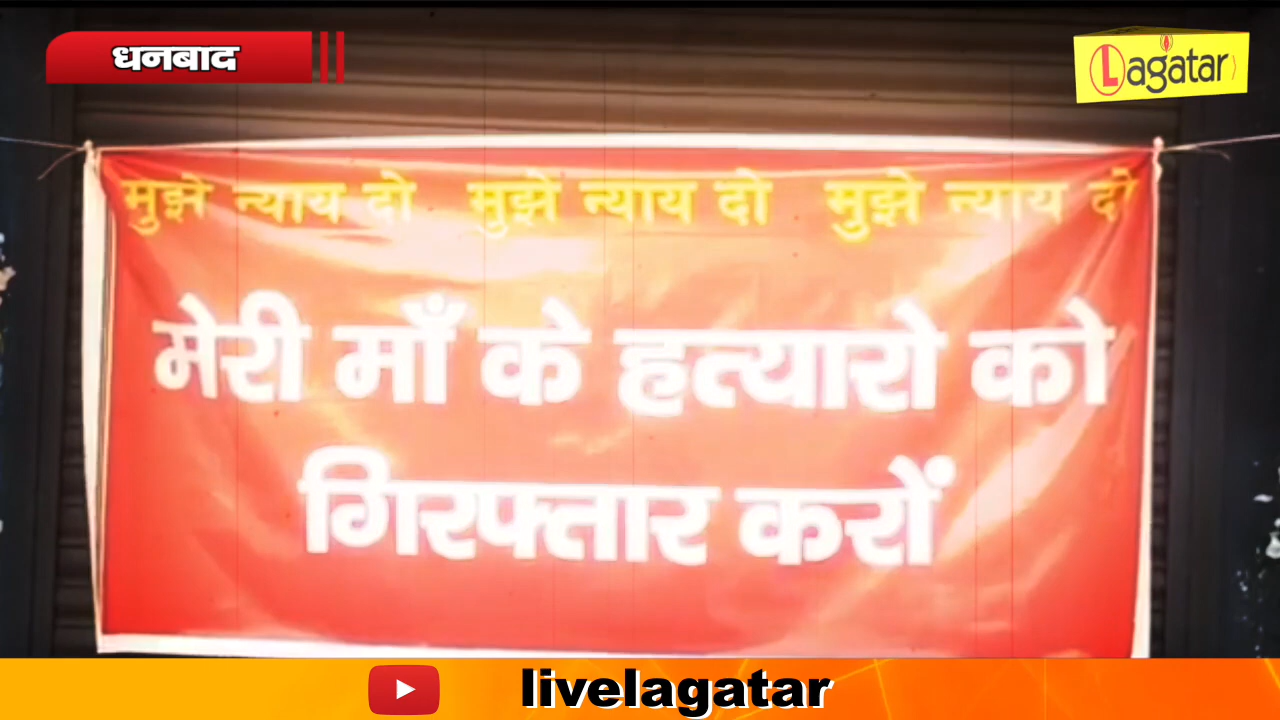 धनबाद
Lagatar
मुझे न्याय दो मुझे न्याय दो मुझे न्याय दो
मेरी माँ के हत्यारो को
गिरफ्तार करों
livelagatar